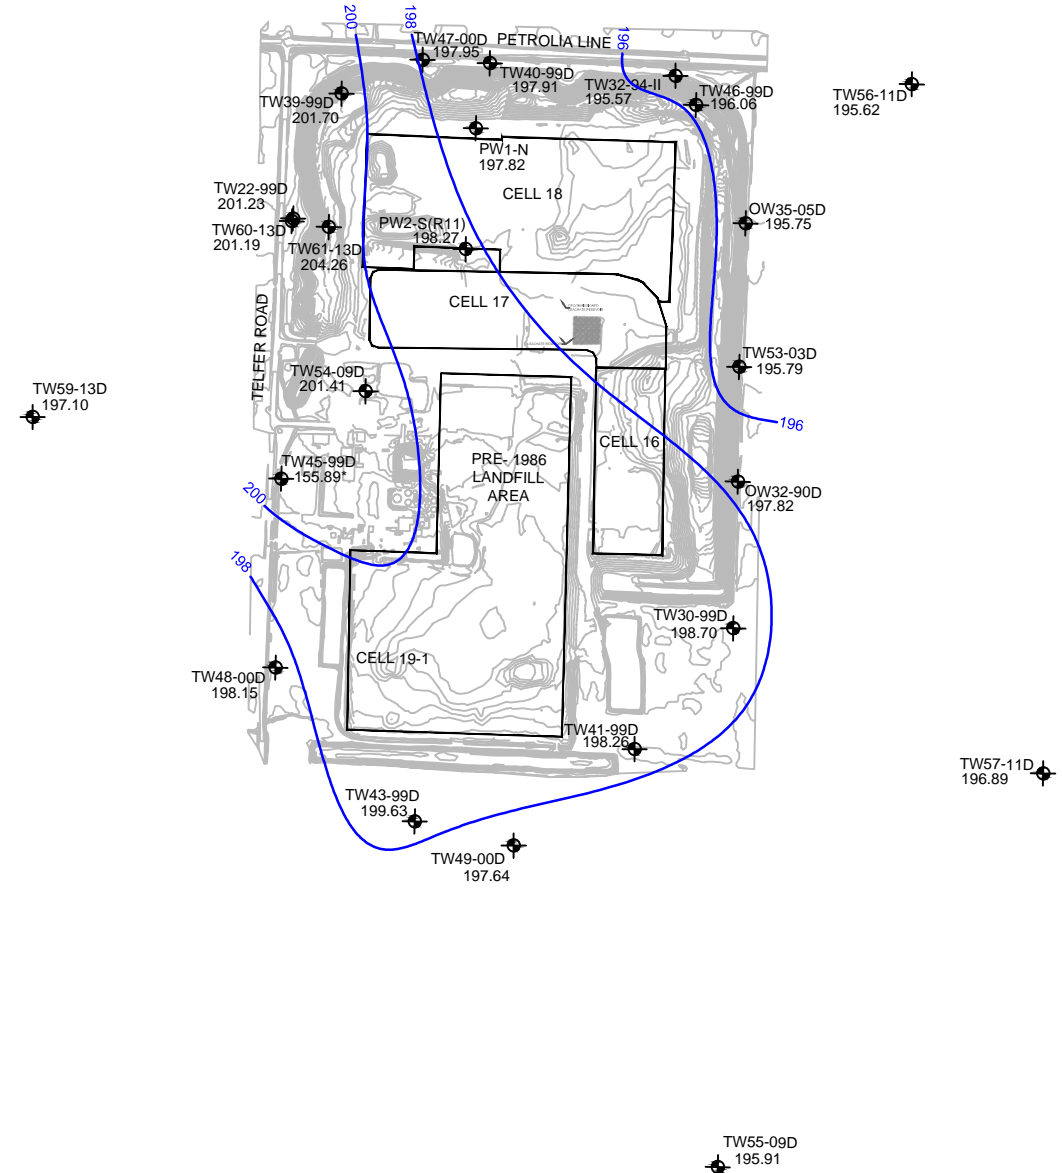 200
198
196
TW47-00D
197.95
PETROLIA LINE
TW40-99D
197.91
TW32-94-II
195.57
TW46-99D
196.06
TW56-11D
195.62
TW39-99D
201.70
PW1-N
197.82
CELL 18
TW22-99D
201.23
TW60-13D
201.19
TW61-13D
204.26
PW2-S(R11)
198.27
OW35-05D
195.75
CELL 17
TELFER ROAD
TW54-09D
201.41
TW53-03D
195.79
TW59-13D
197.10
196
CELL 16
PRE- 1986
LANDFILL
AREA
TW45-99D
155.89*
200
OW32-90D
197.82
198
TW30-99D
198.70
CELL 19-1
TW48-00D
198.15
TW41-99D
198.26
TW57-11D
196.89
TW43-99D
199.63
TW49-00D
197.64
TW55-09D
195.91